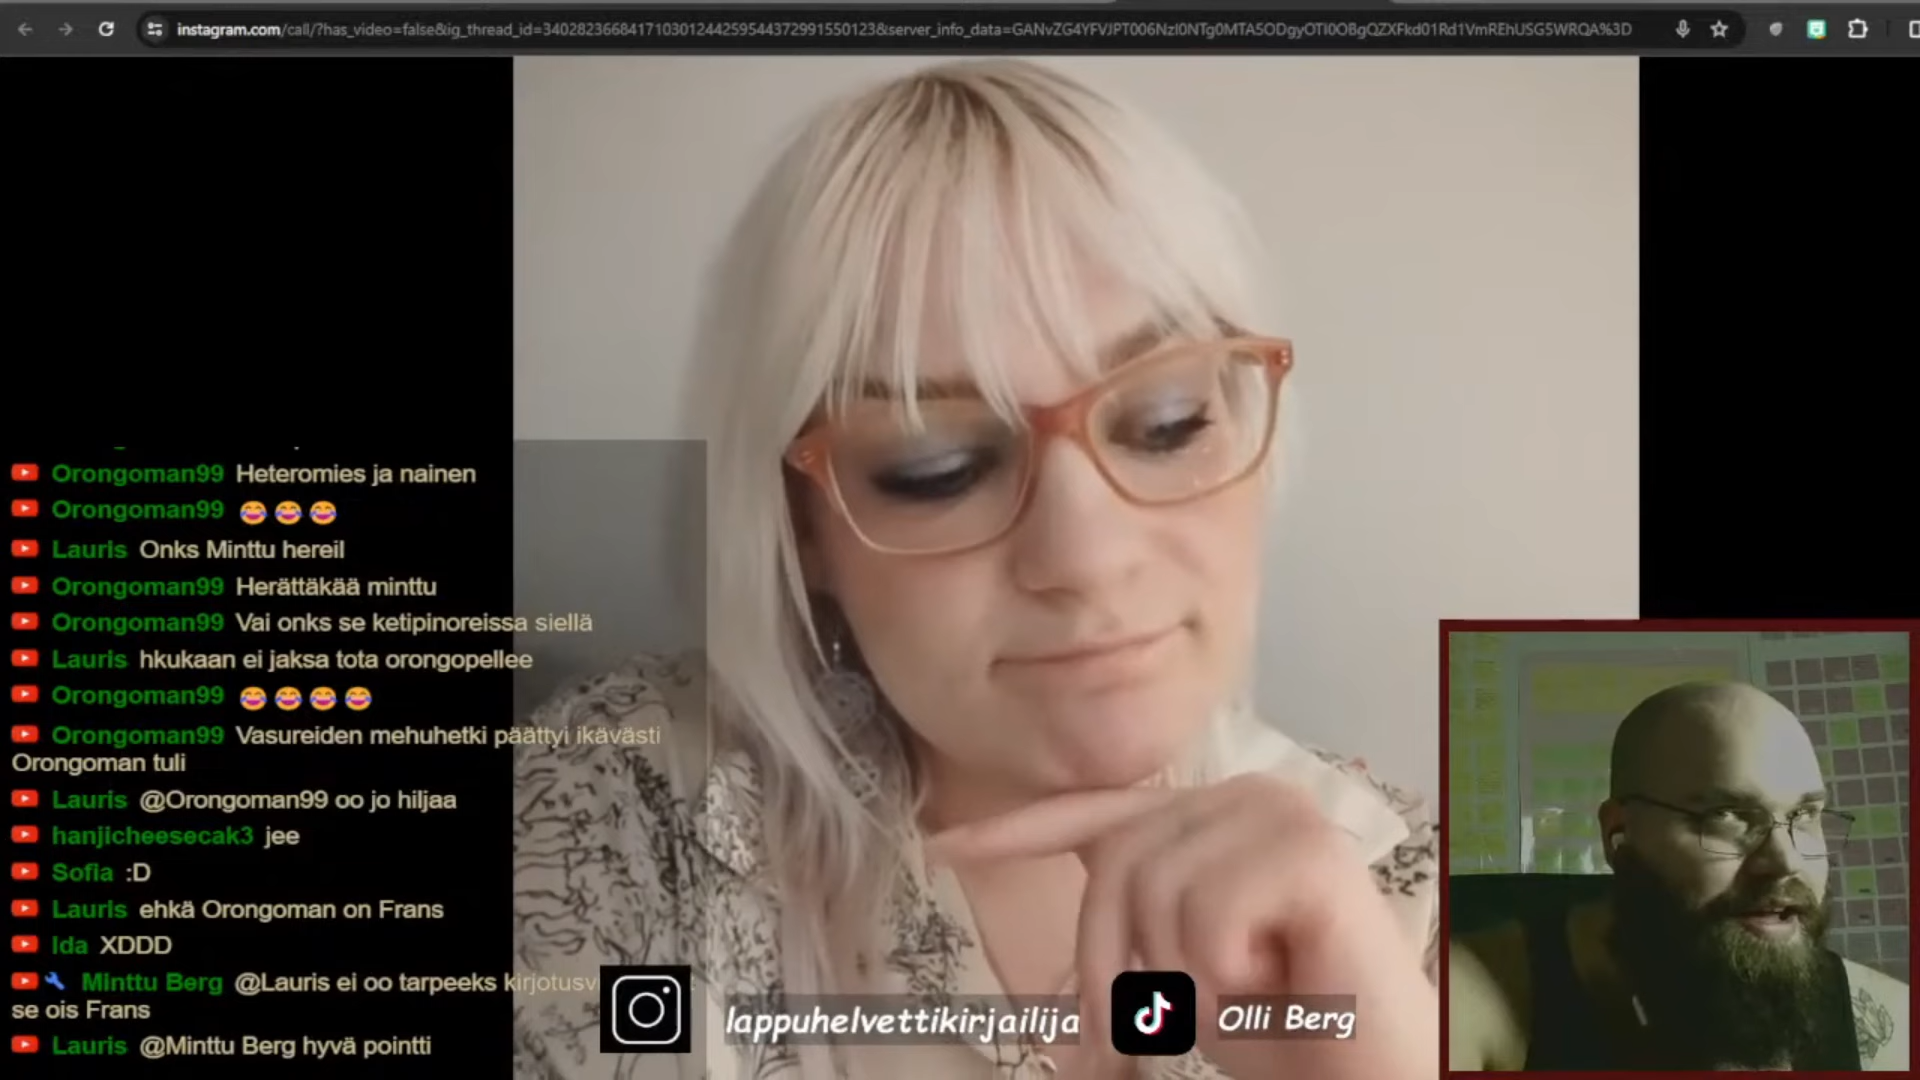 instagram.com/call/?has_video=false&ig_thread_id=340282366841710301244259544372991550123&server_info_data=GANvZG4YFVJPT006NzI0NTg0MTA5ODgyOTI0OBgQZXFkd01Rd1VmREhUSG5WRQA%3D
Orongoman99 Heteromies ja nainen
Orongoman99 😂 😂 😂
Lauris Onks Minttu hereil
Orongoman99 Herättäkää minttu
Orongoman99 Vai onks se ketipinoreissa siellä
Lauris hkukaan ei jaksa tota orongopellee
Orongoman99 😂 😂 😂 😂
Orongoman99 Vasureiden mehuhetki päättyi ikävästi
Orongoman tuli
Lauris @Orongoman99 oo jo hiljaa
hanjicheesecak3 jee
Sofia :D
Lauris ehkä Orongoman on Frans
Ida XDDD
Minttu Berg @Lauris ei oo tarpeeks
se ois Frans
Lauris @Minttu Berg hyvä pointti
lappuhelvettikirjailija
Olli Berg